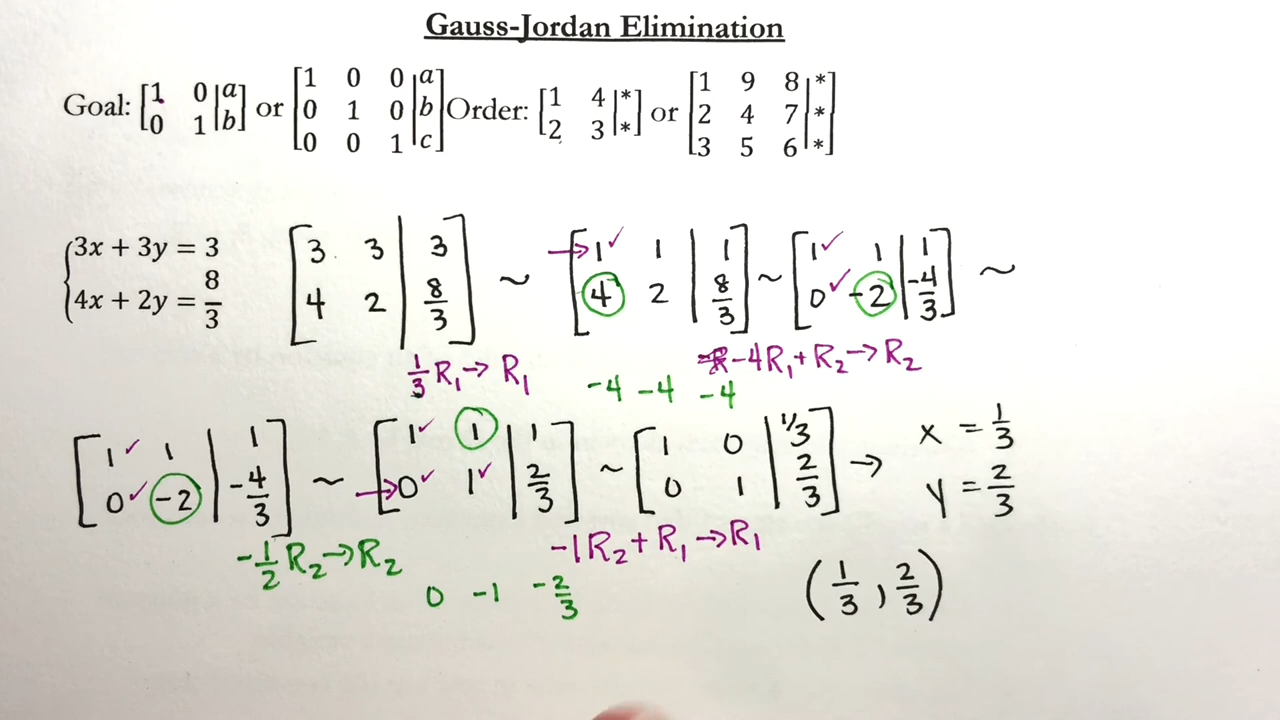 Gauss-Jordan Elimination
Goal: [1 0 | a] or [1 0 0 | a] Order: [1 4 | *] or [1 9 8 | *]
[0 1 | b] [0 1 0 | b] [2 3 | *] [2 4 7 | *]
[0 0 1 | c] [3 5 6 | *]
{3x + 3y = 3 [3 3 | 3] ~ → [1 ✓ 1 | 1] ~ [1 ✓ 1 | 1] ~
{4x + 2y = 8/3 [4 2 | 8/3] [4 2 | 8/3] [0 ✓ -2 | -4/3]
1/3 R₁ → R₁ -4R₁ + R₂ → R₂
-4 -4 -4
[1 ✓ 1 | 1] ~ [1 ✓ 1 | 1] ~ [1 0 | 1/3] → x = 1/3
[0 ✓ -2 | -4/3] → [0 ✓ 1 ✓ | 2/3] [0 1 | 2/3] y = 2/3
-1/2 R₂ → R₂ -1R₂ + R₁ → R₁
0 -1 -2/3 (1/3, 2/3)